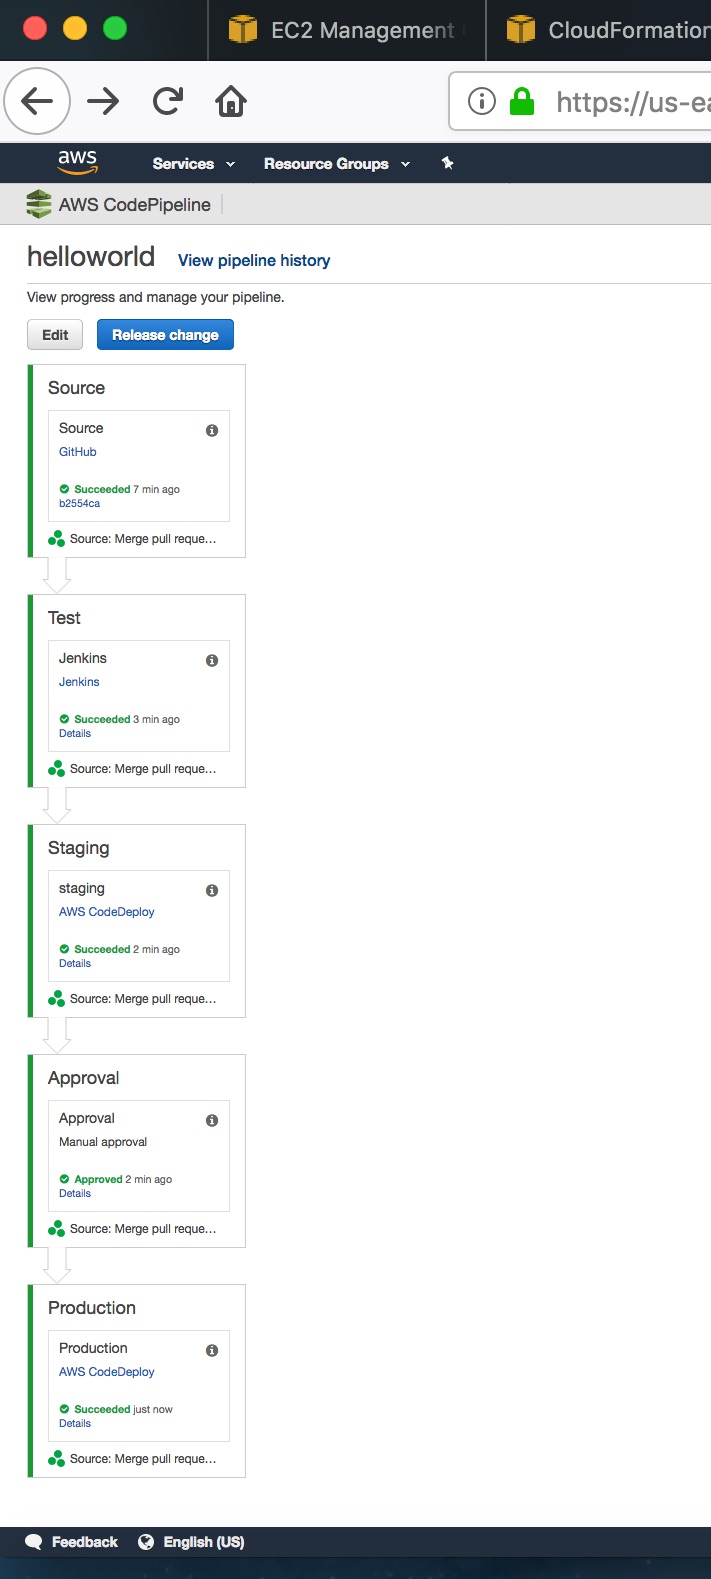 EC2 Management
CloudFormation
https://us-ea
aws Services Resource Groups
AWS CodePipeline
helloworld View pipeline history
View progress and manage your pipeline.
Edit Release change
Source
Source
GitHub
Succeeded 7 min ago
b2554ca
Source: Merge pull reque...
Test
Jenkins
Jenkins
Succeeded 3 min ago
Details
Source: Merge pull reque...
Staging
staging
AWS CodeDeploy
Succeeded 2 min ago
Details
Source: Merge pull reque...
Approval
Approval
Manual approval
Approved 2 min ago
Details
Source: Merge pull reque...
Production
Production
AWS CodeDeploy
Succeeded just now
Details
Source: Merge pull reque...
Feedback English (US)